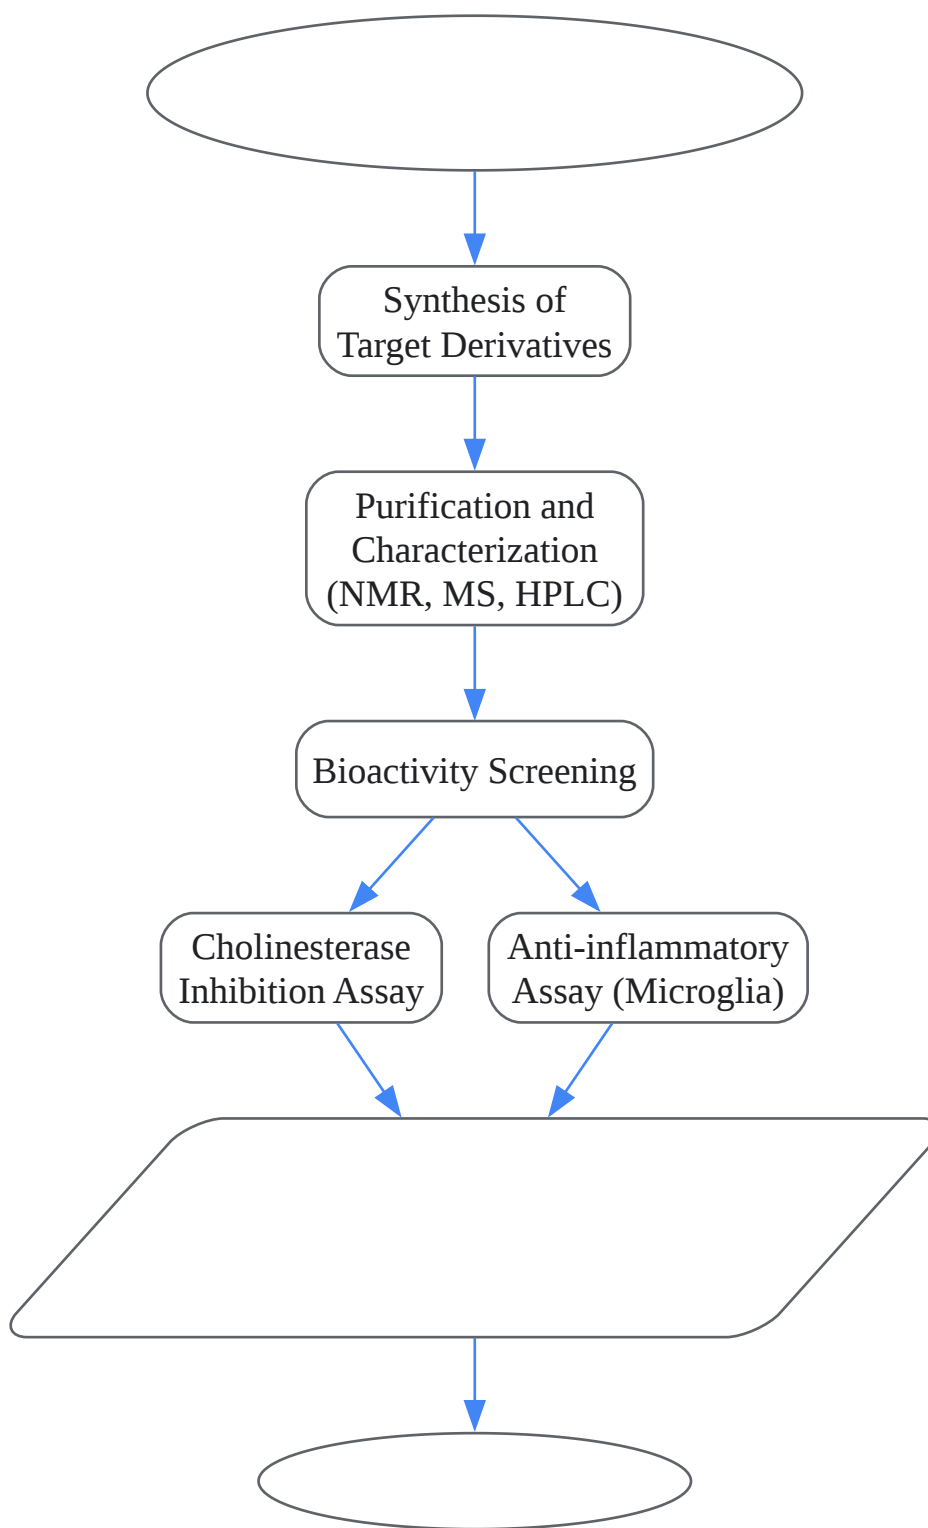 Synthesis of
Target Derivatives
Purification and
Characterization
(NMR, MS, HPLC)
Bioactivity Screening
Cholinesterase
Inhibition Assay
Anti-inflammatory
Assay (Microglia)